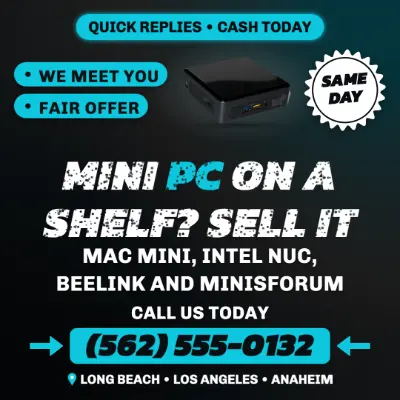 QUICK REPLIES • CASH TODAY
• WE MEET YOU
• FAIR OFFER
SAME
DAY
MINI PC ON A
SHELF? SELL IT
MAC MINI, INTEL NUC,
BEELINK AND MINISFORUM
CALL US TODAY
(562) 555-0132
LONG BEACH • LOS ANGELES • ANAHEIM